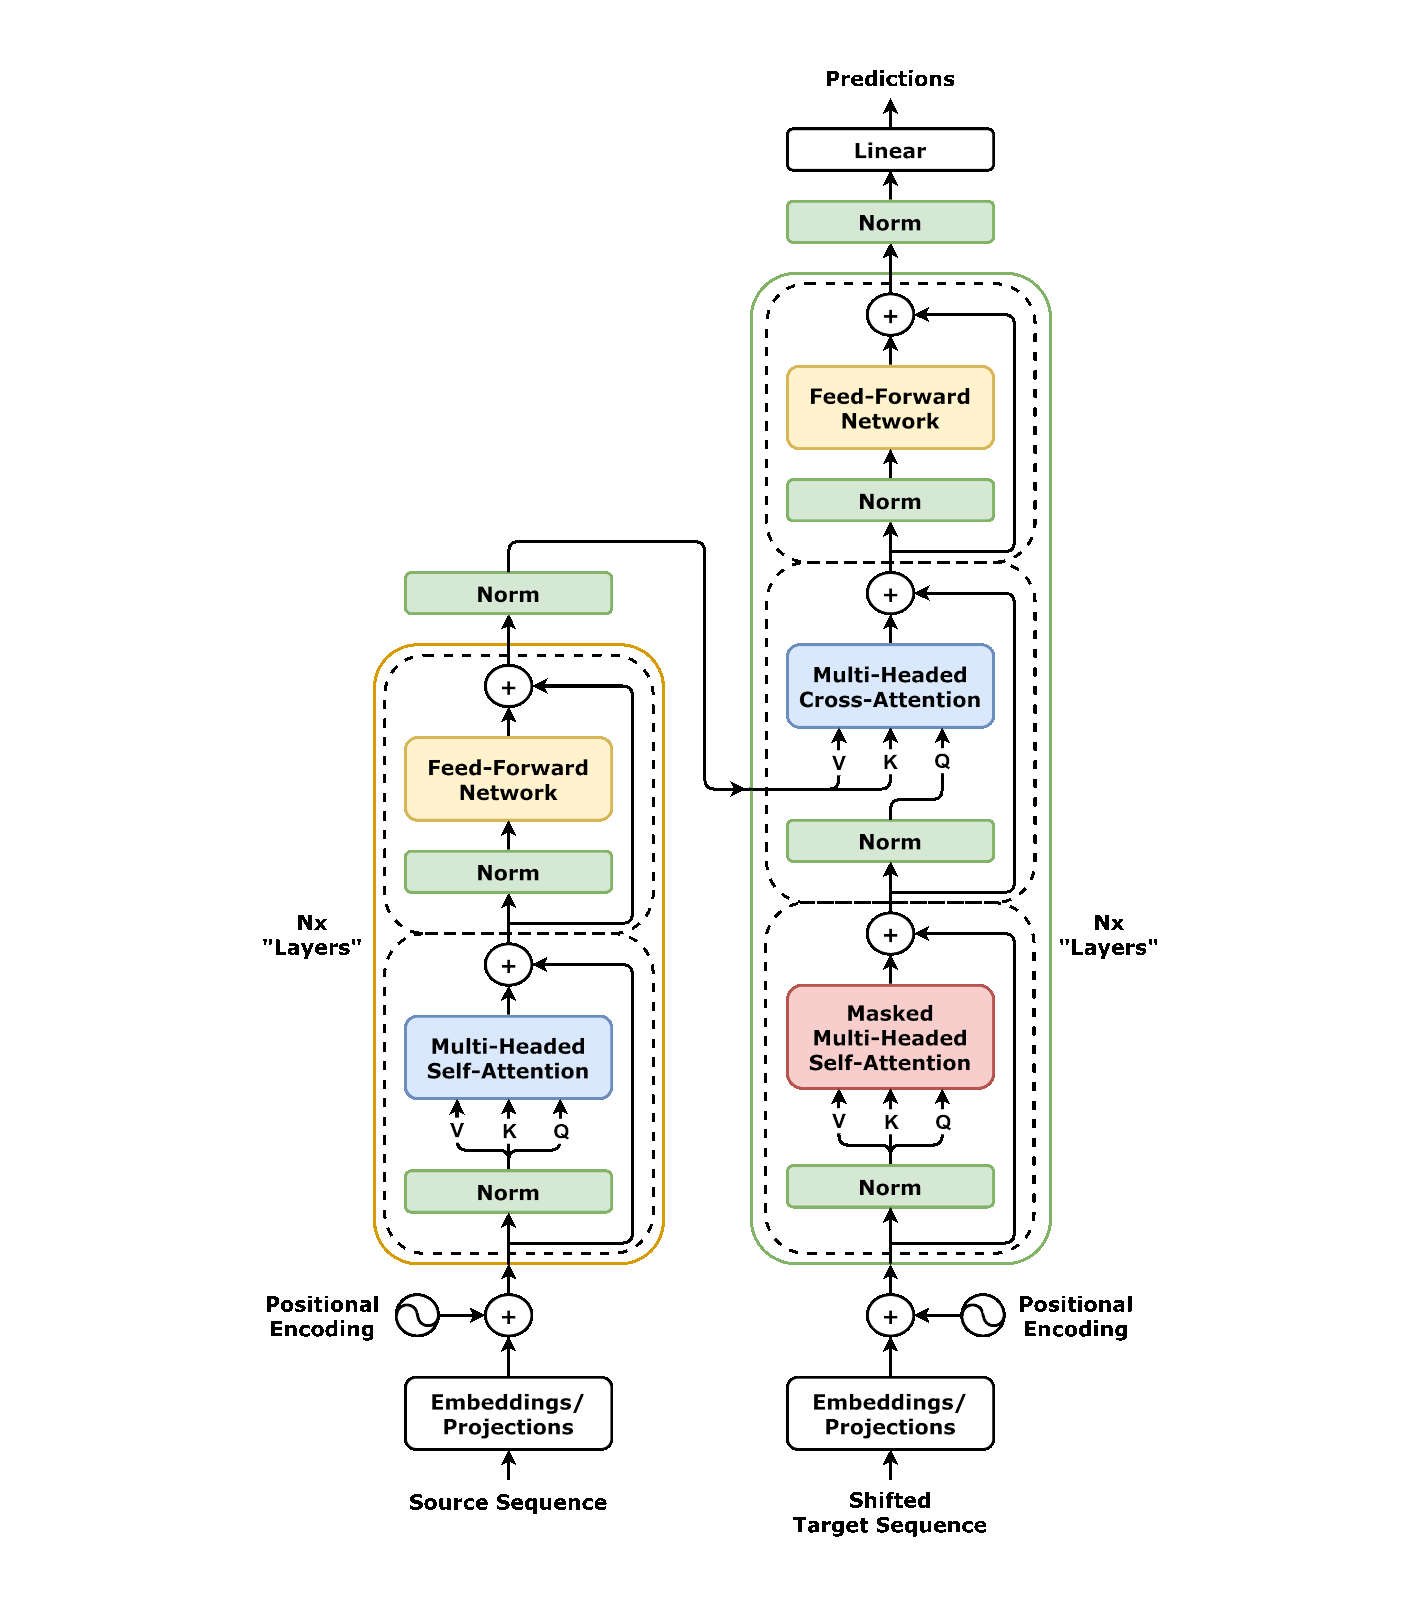 Predictions
Linear
Norm
Feed-Forward
Network
Norm
Multi-Headed
Cross-Attention
V K Q
Norm
Masked
Multi-Headed
Self-Attention
V K Q
Norm
Nx
"Layers"
Positional
Encoding
Embeddings/
Projections
Shifted
Target Sequence
Norm
Feed-Forward
Network
Norm
Nx
"Layers"
Multi-Headed
Self-Attention
V K Q
Norm
Positional
Encoding
Embeddings/
Projections
Source Sequence
+
+
+
+
+
+
+